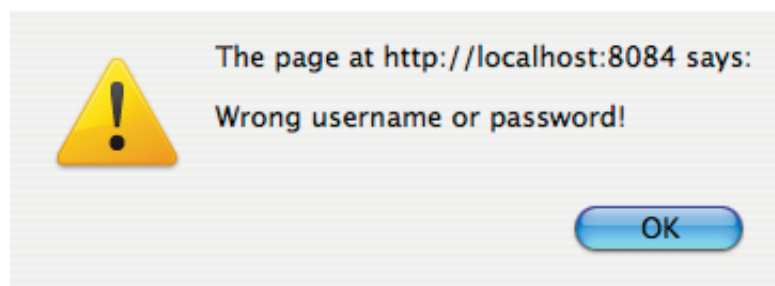 The page at http://localhost:8084 says:
Wrong username or password!
OK